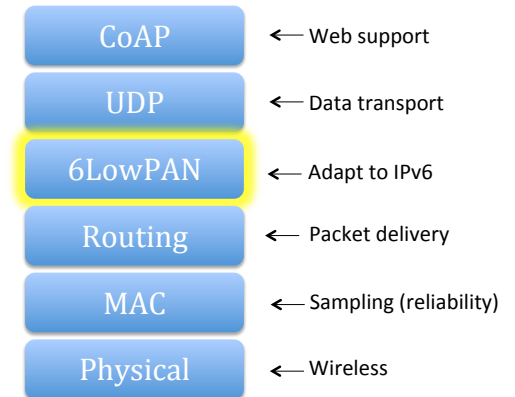 CoAP Web support
UDP Data transport
6LowPAN Adapt to IPv6
Routing Packet delivery
MAC Sampling (reliability)
Physical Wireless